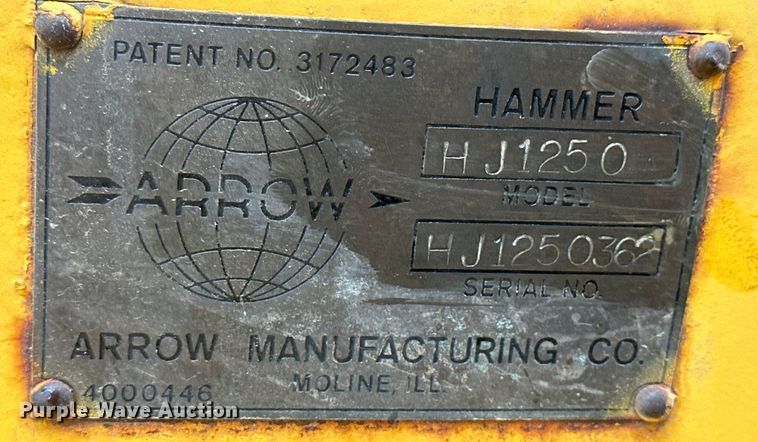 PATENT NO. 3172483
HAMMER
HJ1250
MODEL
ARROW
HJ1250362
SERIAL NO.
ARROW MANUFACTURING CO.
4000446
MOLINE, ILL.
Purple Wave Auction